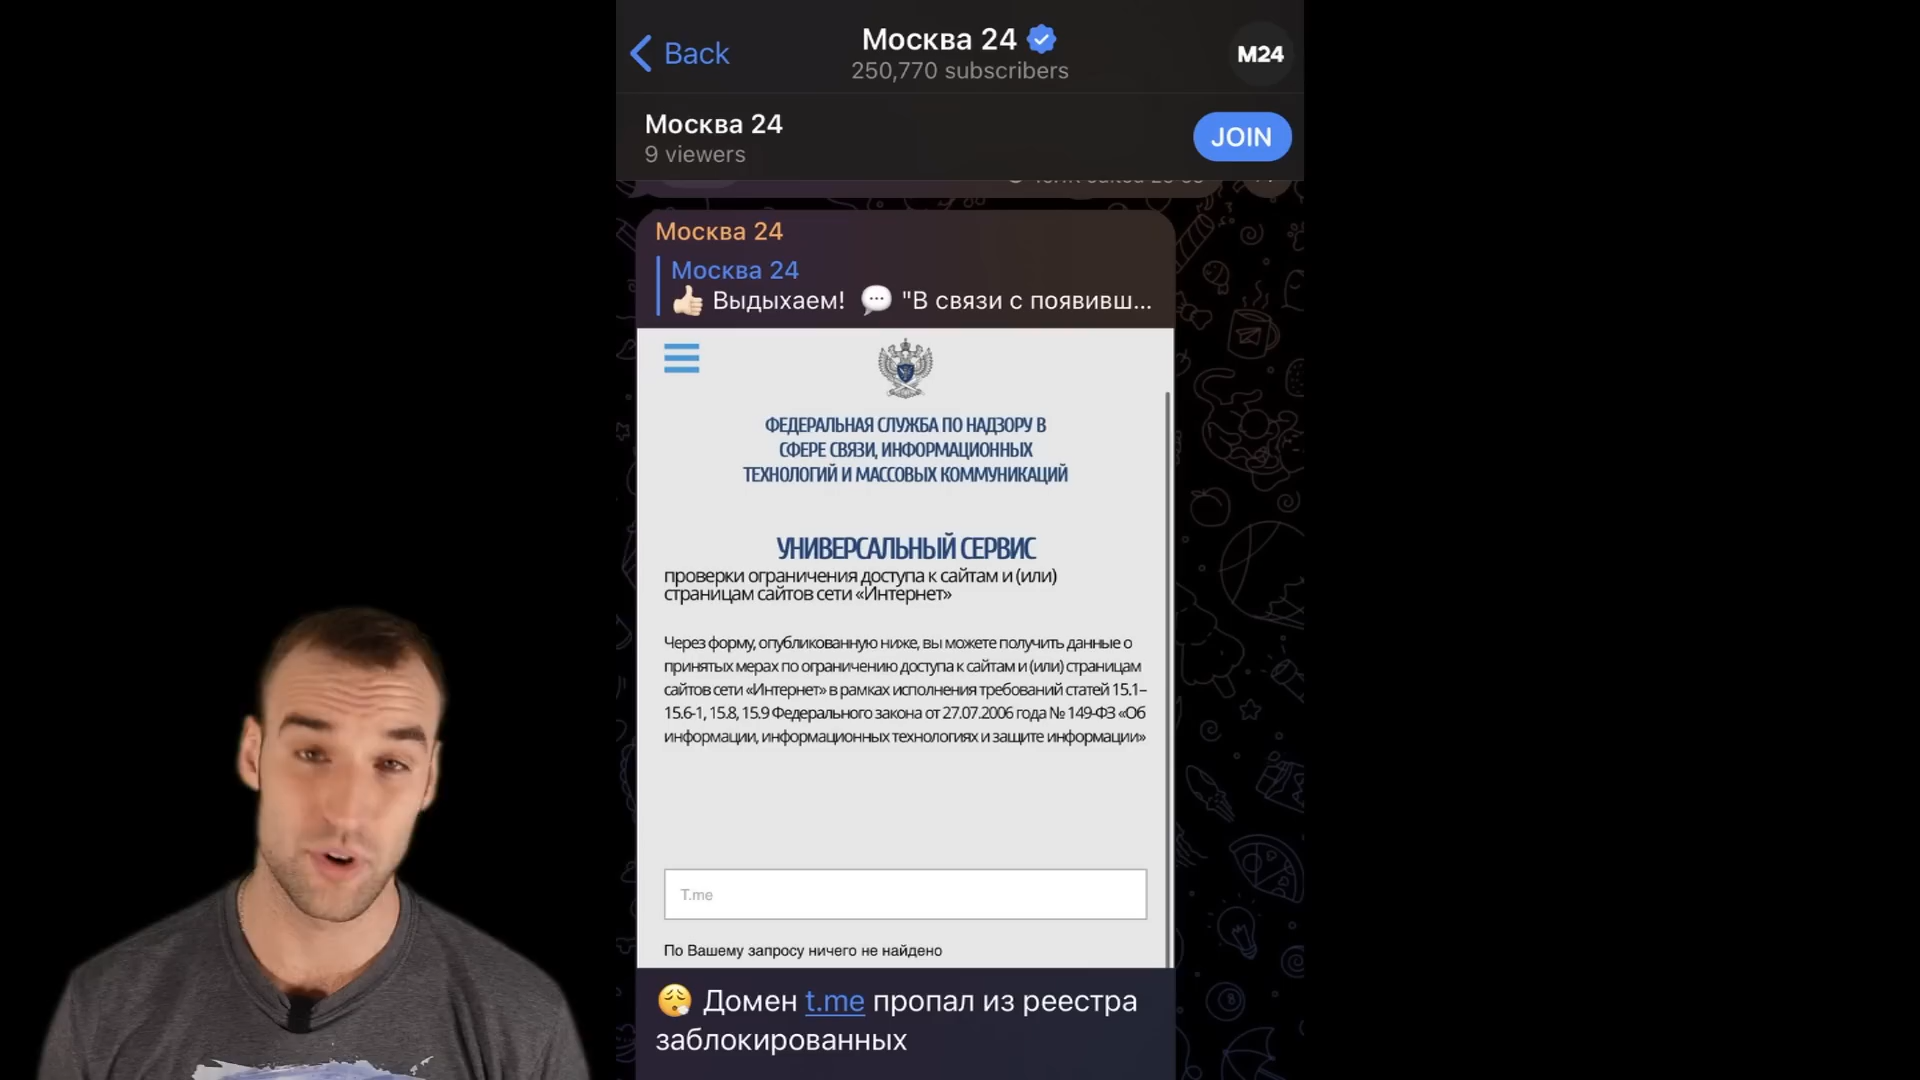 Back
Москва 24
250,770 subscribers
M24
Москва 24
9 viewers
JOIN
Москва 24
Москва 24
👍🏻 Выдыхаем! 💬 "В связи с появивш...
ФЕДЕРАЛЬНАЯ СЛУЖБА ПО НАДЗОРУ В
СФЕРЕ СВЯЗИ, ИНФОРМАЦИОННЫХ
ТЕХНОЛОГИЙ И МАССОВЫХ КОММУНИКАЦИЙ
УНИВЕРСАЛЬНЫЙ СЕРВИС
проверки ограничения доступа к сайтам и (или)
страницам сайтов сети «Интернет»
Через форму, опубликованную ниже, вы можете получить данные о
принятых мерах по ограничению доступа к сайтам и (или) страницам
сайтов сети «Интернет» в рамках исполнения требований статей 15.1–
15.6-1, 15.8, 15.9 Федерального закона от 27.07.2006 года № 149-ФЗ «Об
информации, информационных технологиях и защите информации»
T.me
По Вашему запросу ничего не найдено
😮‍💨 Домен t.me пропал из реестра
заблокированных